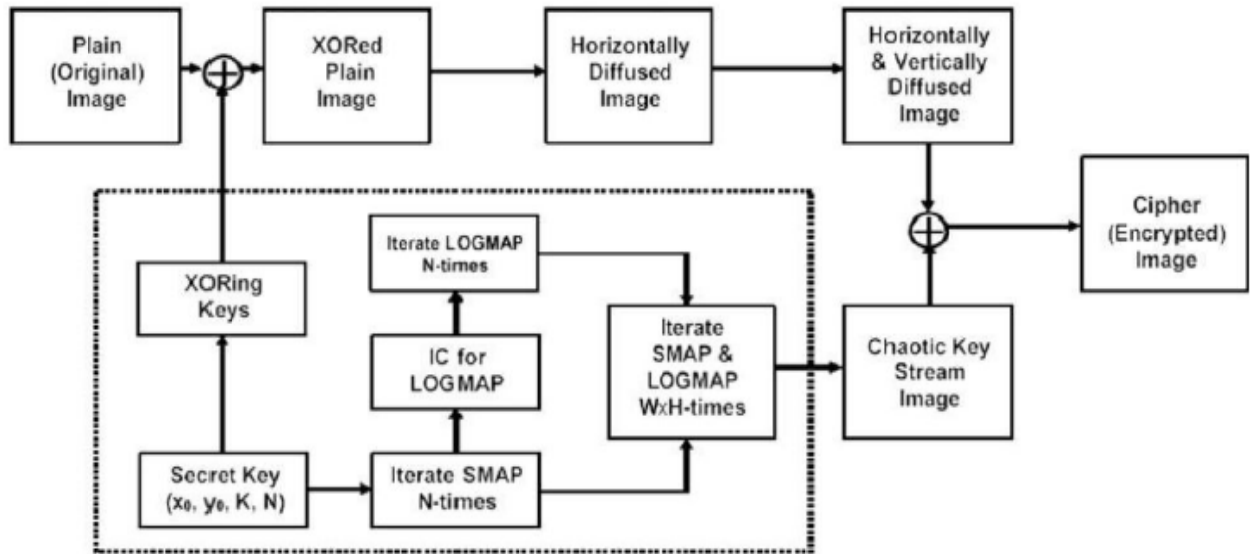 Plain
(Original)
Image
XORed
Plain
Image
Horizontally
Diffused
Image
Horizontally
& Vertically
Diffused
Image
Cipher
(Encrypted)
Image
XORing
Keys
Iterate LOGMAP
N-times
IC for
LOGMAP
Iterate
SMAP &
LOGMAP
WxH-times
Chaotic Key
Stream
Image
Secret Key
(x₀, y₀, K, N)
Iterate SMAP
N-times